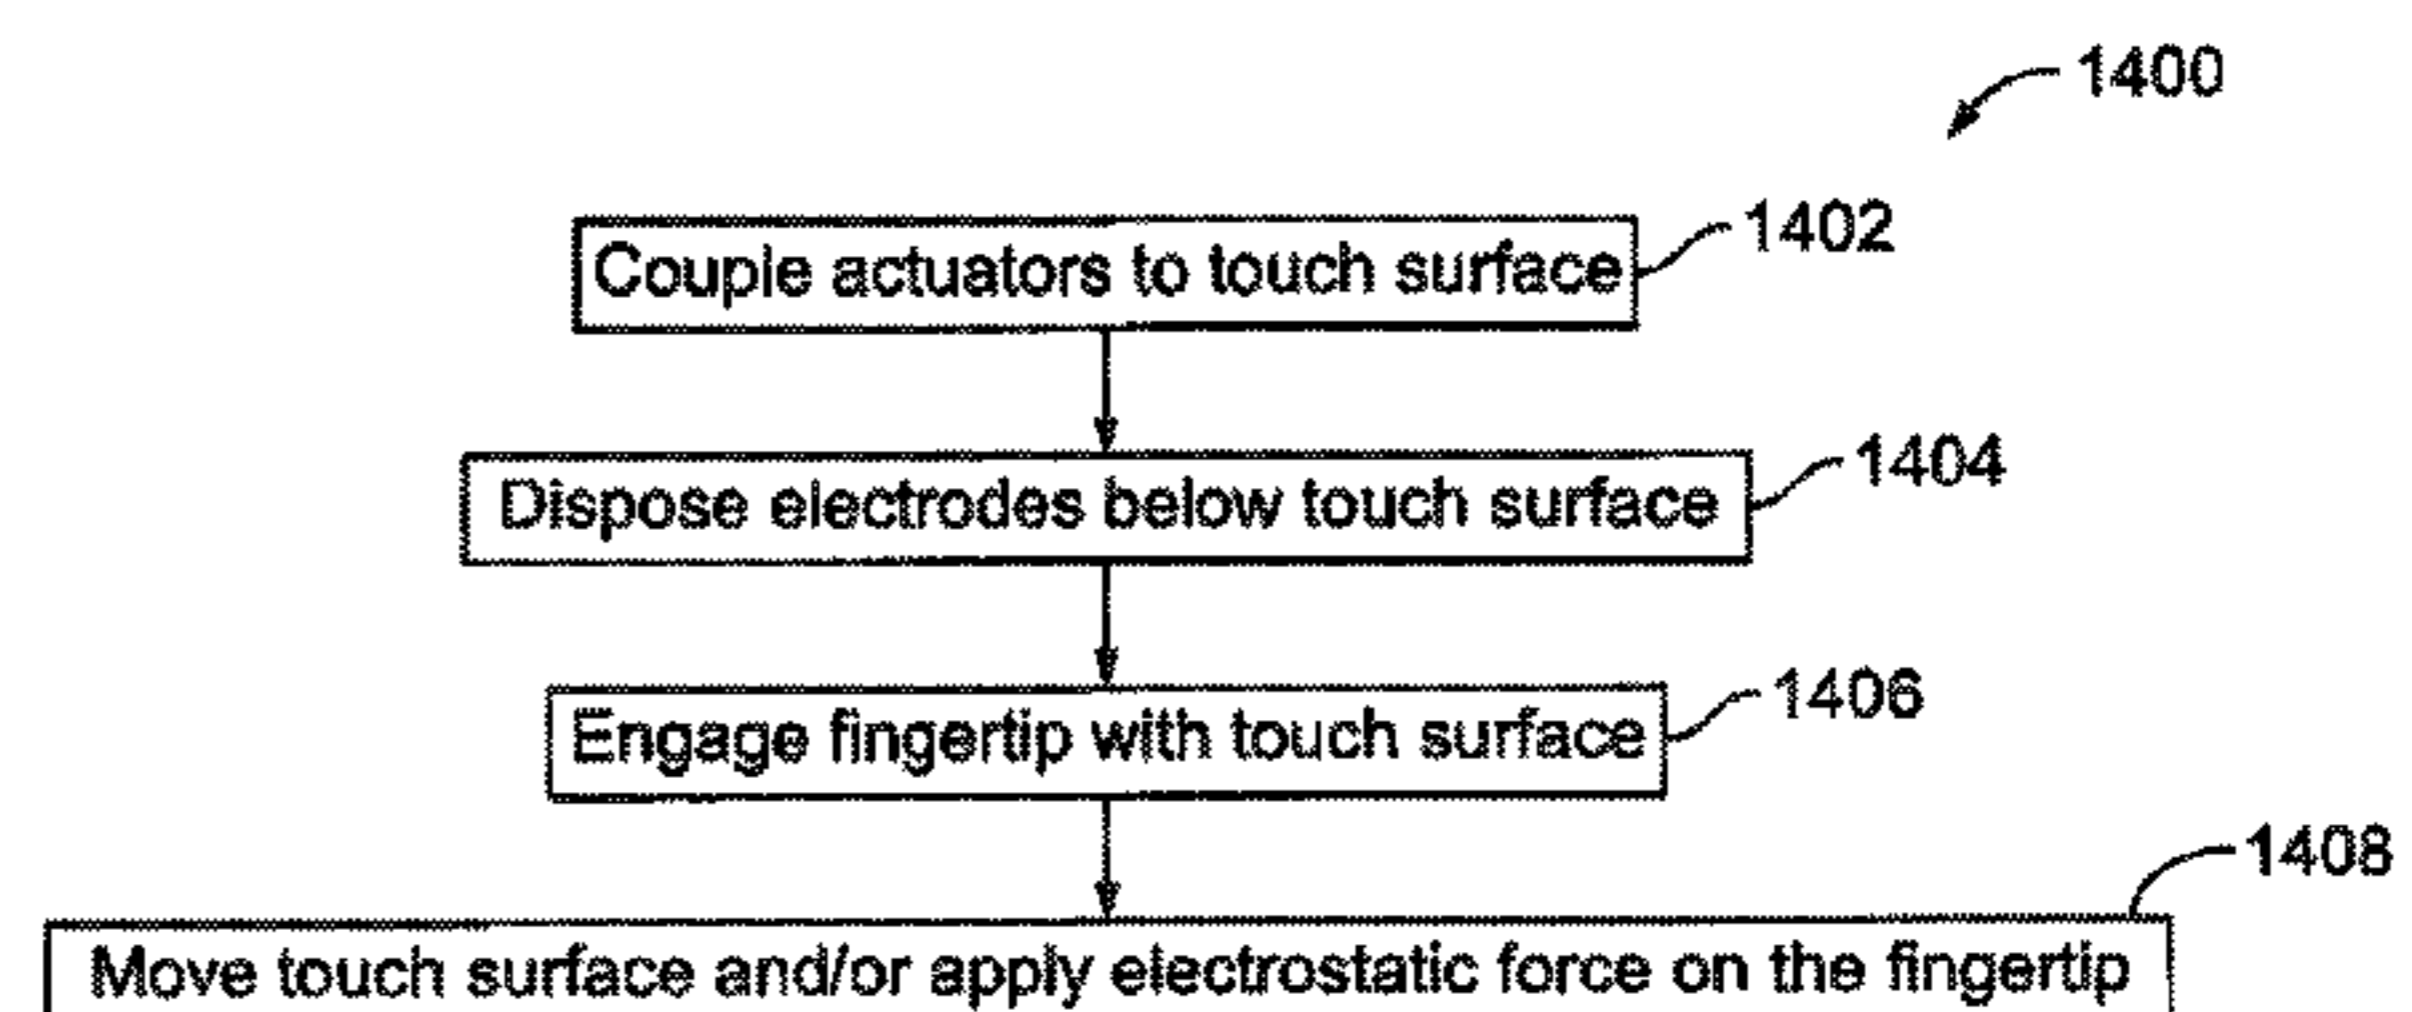 1400
Couple actuators to touch surface 1402
Dispose electrodes below touch surface 1404
Engage fingertip with touch surface 1406
1408
Move touch surface and/or apply electrostatic force on the fingertip